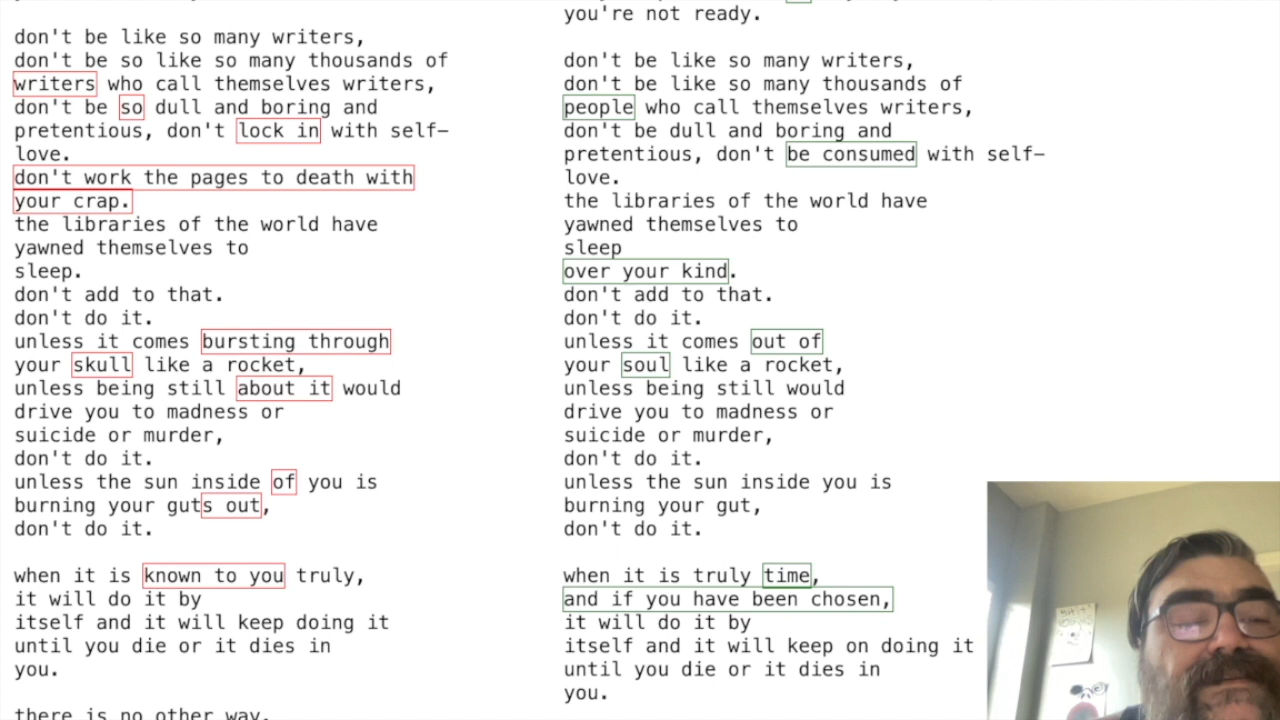 don't be like so many writers,
don't be so like so many thousands of
writers who call themselves writers,
don't be so dull and boring and
pretentious, don't lock in with self-
love.
don't work the pages to death with
your crap.
the libraries of the world have
yawned themselves to
sleep.
don't add to that.
don't do it.
unless it comes bursting through
your skull like a rocket,
unless being still about it would
drive you to madness or
suicide or murder,
don't do it.
unless the sun inside of you is
burning your guts out,
don't do it.
when it is known to you truly,
it will do it by
itself and it will keep doing it
until you die or it dies in
you.
there is no other way.
you're not ready.
don't be like so many writers,
don't be like so many thousands of
people who call themselves writers,
don't be dull and boring and
pretentious, don't be consumed with self-
love.
the libraries of the world have
yawned themselves to
sleep
over your kind.
don't add to that.
don't do it.
unless it comes out of
your soul like a rocket,
unless being still would
drive you to madness or
suicide or murder,
don't do it.
unless the sun inside you is
burning your gut,
don't do it.
when it is truly time,
and if you have been chosen,
it will do it by
itself and it will keep on doing it
until you die or it dies in
you.